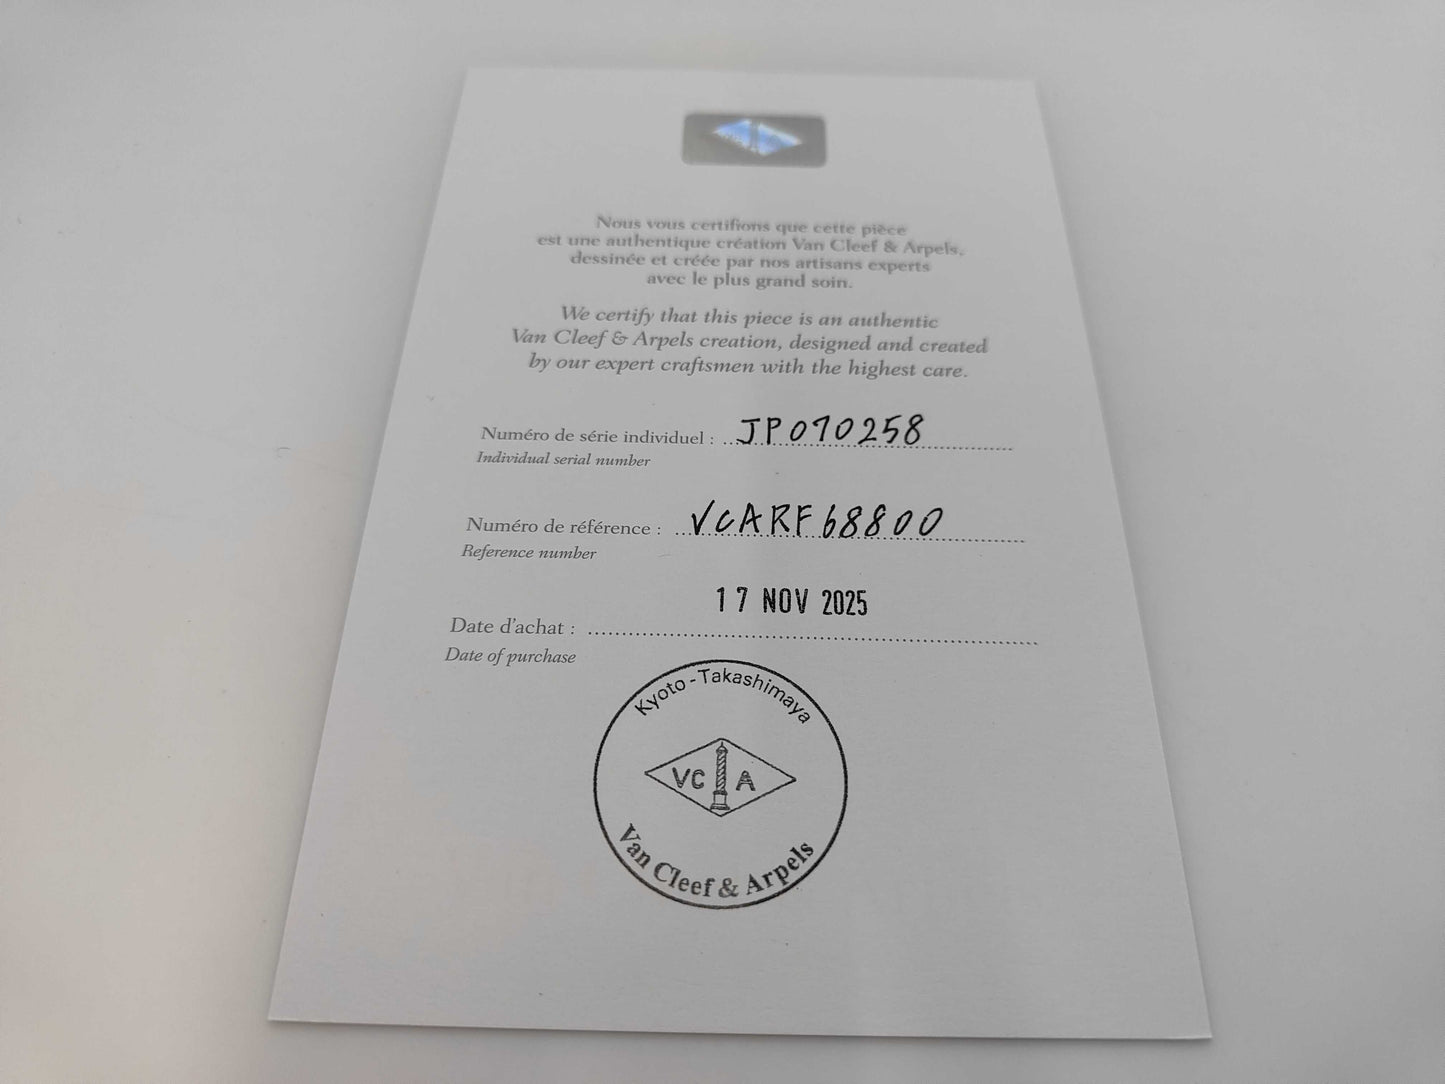 Nous vous certifions que cette pièce
est une authentique création Van Cleef & Arpels,
dessinée et créée par nos artisans experts
avec le plus grand soin.
We certify that this piece is an authentic
Van Cleef & Arpels creation, designed and created
by our expert craftsmen with the highest care.
Numéro de série individuel : JP070258
Individual serial number
Numéro de référence : VCARF68800
Reference number
17 NOV 2025
Date d'achat :
Date of purchase
Kyoto-Takashimaya
VC A
Van Cleef & Arpels